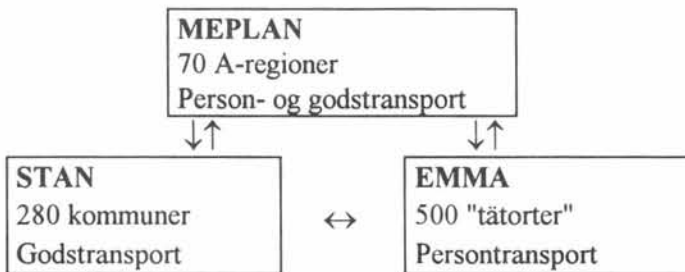 MEPLAN
70 A-regioner
Person- og godstransport
↓↑ ↓↑
STAN
280 kommuner
Godstransport
↔
EMMA
500 "tätorter"
Persontransport